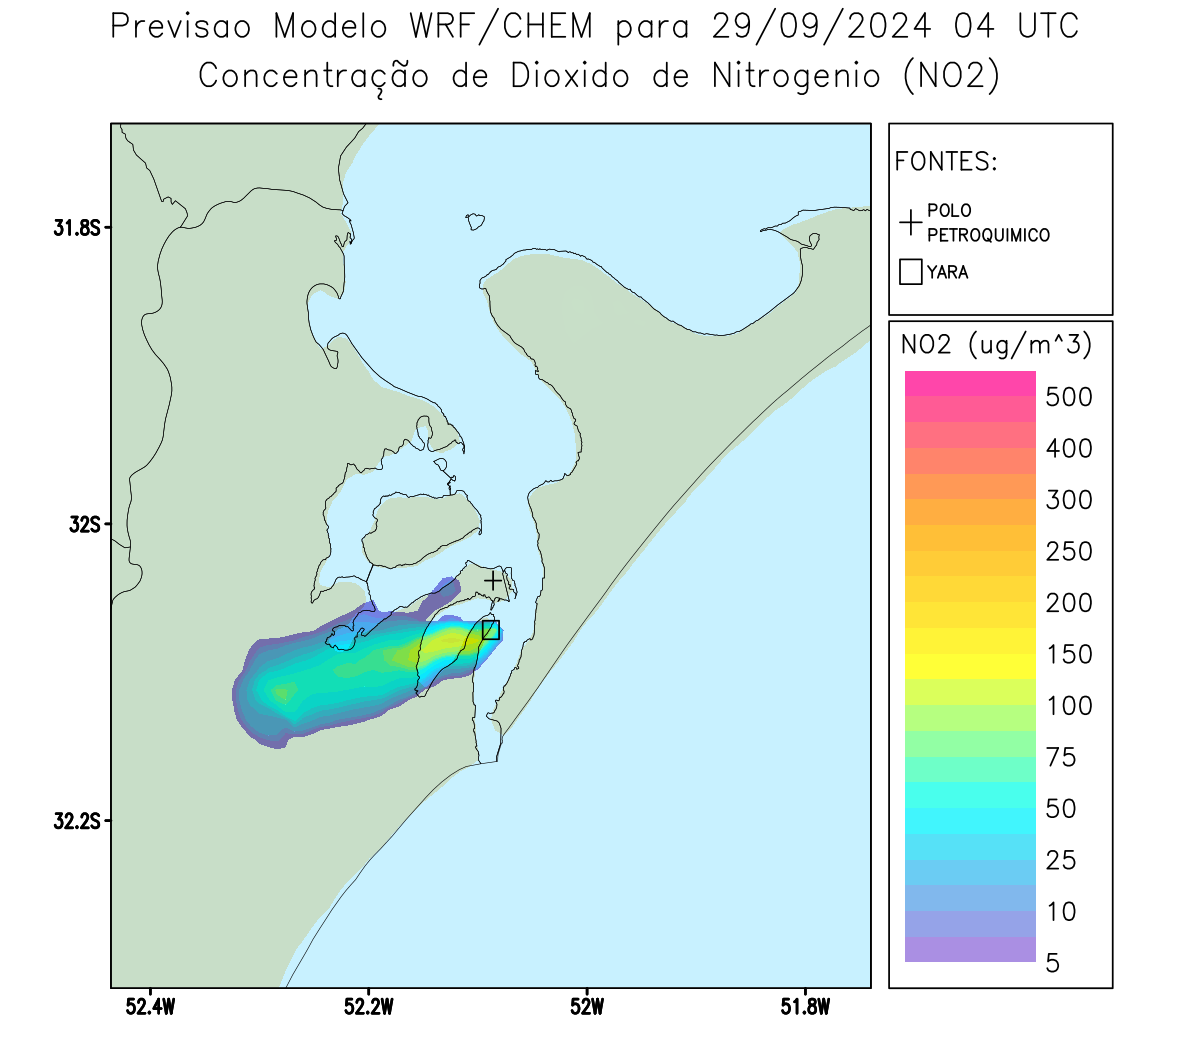 Previsao Modelo WRF/CHEM para 29/09/2024 04 UTC
Concentração de Dioxido de Nitrogenio (NO2)
FONTES:
POLO
PETROQUIMICO
YARA
NO2 (ug/m^3)
500
400
300
250
200
150
100
75
50
25
10
5
31.8S
32S
32.2S
52.4W
52.2W
52W
51.8W